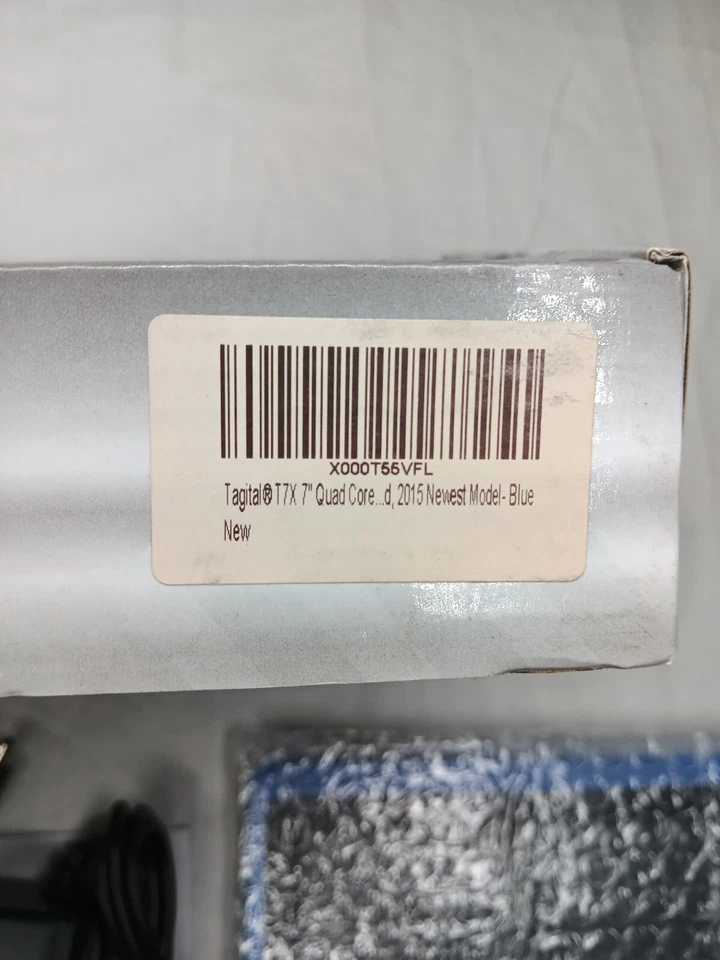 X000T55VFL
Tagital® T7X 7" Quad Core...d, 2015 Newest Model- Blue
New